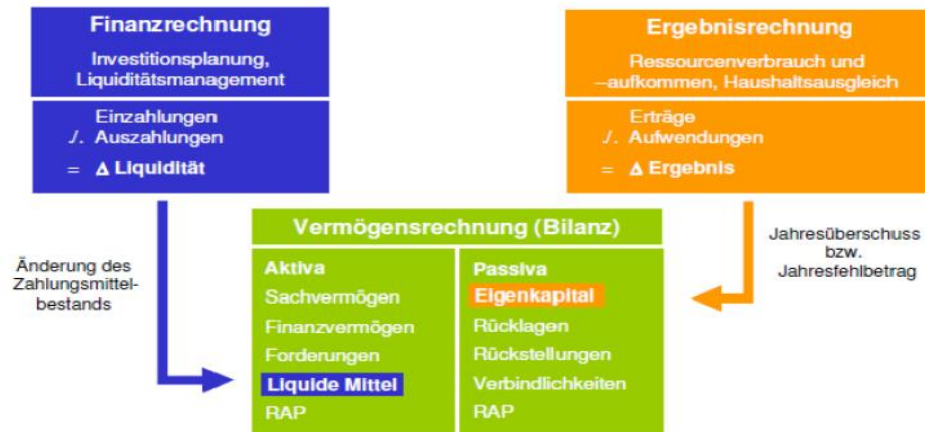 Finanzrechnung
Investitionsplanung,
Liquiditätsmanagement
Einzahlungen
./. Auszahlungen
= Δ Liquidität
Ergebnisrechnung
Ressourcenverbrauch und
–aufkommen, Haushaltsausgleich
Erträge
./. Aufwendungen
= Δ Ergebnis
Änderung des
Zahlungsmittel-
bestands
Vermögensrechnung (Bilanz)
Aktiva
Sachvermögen
Finanzvermögen
Forderungen
Liquide Mittel
RAP
Passiva
Eigenkapital
Rücklagen
Rückstellungen
Verbindlichkeiten
RAP
Jahresüberschuss
bzw.
Jahresfehlbetrag